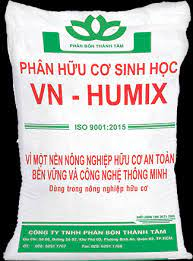 PHÂN BÓN THÀNH TÂM
PHÂN HỮU CƠ SINH HỌC
VN - HUMIX
ISO 9001:2015
VÌ MỘT NỀN NÔNG NGHIỆP HỮU CƠ AN TOÀN
BỀN VỮNG VÀ CÔNG NGHỆ THÔNG MINH
Dùng trong nông nghiệp hữu cơ
CÔNG TY TNHH PHÂN BÓN THÀNH TÂM